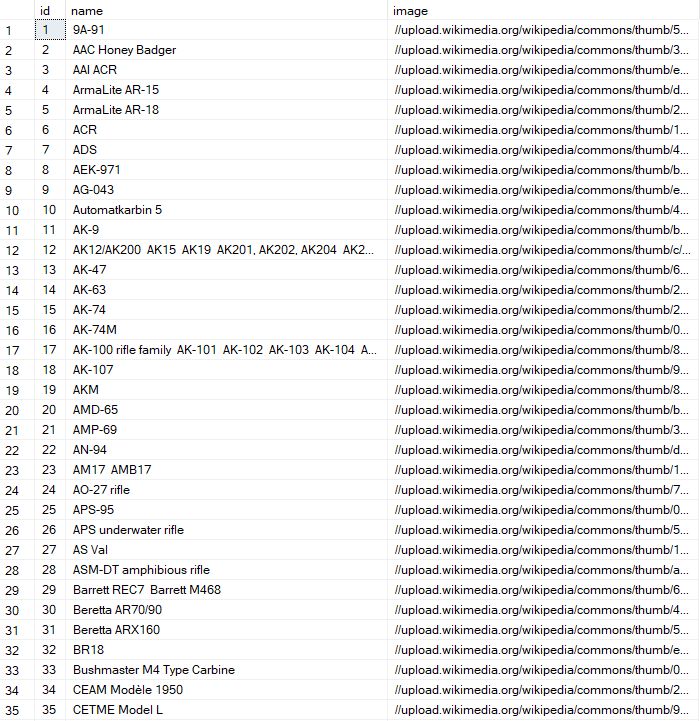 id name image
1 1 9A-91 //upload.wikimedia.org/wikipedia/commons/thumb/5...
2 2 AAC Honey Badger //upload.wikimedia.org/wikipedia/commons/thumb/3...
3 3 AAI ACR //upload.wikimedia.org/wikipedia/commons/thumb/e...
4 4 ArmaLite AR-15 //upload.wikimedia.org/wikipedia/commons/thumb/d...
5 5 ArmaLite AR-18 //upload.wikimedia.org/wikipedia/commons/thumb/2...
6 6 ACR //upload.wikimedia.org/wikipedia/commons/thumb/1...
7 7 ADS //upload.wikimedia.org/wikipedia/commons/thumb/4...
8 8 AEK-971 //upload.wikimedia.org/wikipedia/commons/thumb/b...
9 9 AG-043 //upload.wikimedia.org/wikipedia/commons/thumb/e...
10 10 Automatkarbin 5 //upload.wikimedia.org/wikipedia/commons/thumb/4...
11 11 AK-9 //upload.wikimedia.org/wikipedia/commons/thumb/b...
12 12 AK12/AK200 AK15 AK19 AK201, AK202, AK204 AK2... //upload.wikimedia.org/wikipedia/commons/thumb/c/...
13 13 AK-47 //upload.wikimedia.org/wikipedia/commons/thumb/6...
14 14 AK-63 //upload.wikimedia.org/wikipedia/commons/thumb/2...
15 15 AK-74 //upload.wikimedia.org/wikipedia/commons/thumb/2...
16 16 AK-74M //upload.wikimedia.org/wikipedia/commons/thumb/0...
17 17 AK-100 rifle family AK-101 AK-102 AK-103 AK-104 A... //upload.wikimedia.org/wikipedia/commons/thumb/8...
18 18 AK-107 //upload.wikimedia.org/wikipedia/commons/thumb/9...
19 19 AKM //upload.wikimedia.org/wikipedia/commons/thumb/8...
20 20 AMD-65 //upload.wikimedia.org/wikipedia/commons/thumb/b...
21 21 AMP-69 //upload.wikimedia.org/wikipedia/commons/thumb/3...
22 22 AN-94 //upload.wikimedia.org/wikipedia/commons/thumb/d...
23 23 AM17 AMB17 //upload.wikimedia.org/wikipedia/commons/thumb/1...
24 24 AO-27 rifle //upload.wikimedia.org/wikipedia/commons/thumb/7...
25 25 APS-95 //upload.wikimedia.org/wikipedia/commons/thumb/0...
26 26 APS underwater rifle //upload.wikimedia.org/wikipedia/commons/thumb/5...
27 27 AS Val //upload.wikimedia.org/wikipedia/commons/thumb/1...
28 28 ASM-DT amphibious rifle //upload.wikimedia.org/wikipedia/commons/thumb/a...
29 29 Barrett REC7 Barrett M468 //upload.wikimedia.org/wikipedia/commons/thumb/6...
30 30 Beretta AR70/90 //upload.wikimedia.org/wikipedia/commons/thumb/4...
31 31 Beretta ARX160 //upload.wikimedia.org/wikipedia/commons/thumb/5...
32 32 BR18 //upload.wikimedia.org/wikipedia/commons/thumb/e...
33 33 Bushmaster M4 Type Carbine //upload.wikimedia.org/wikipedia/commons/thumb/0...
34 34 CEAM Modèle 1950 //upload.wikimedia.org/wikipedia/commons/thumb/2...
35 35 CETME Model L //upload.wikimedia.org/wikipedia/commons/thumb/9...